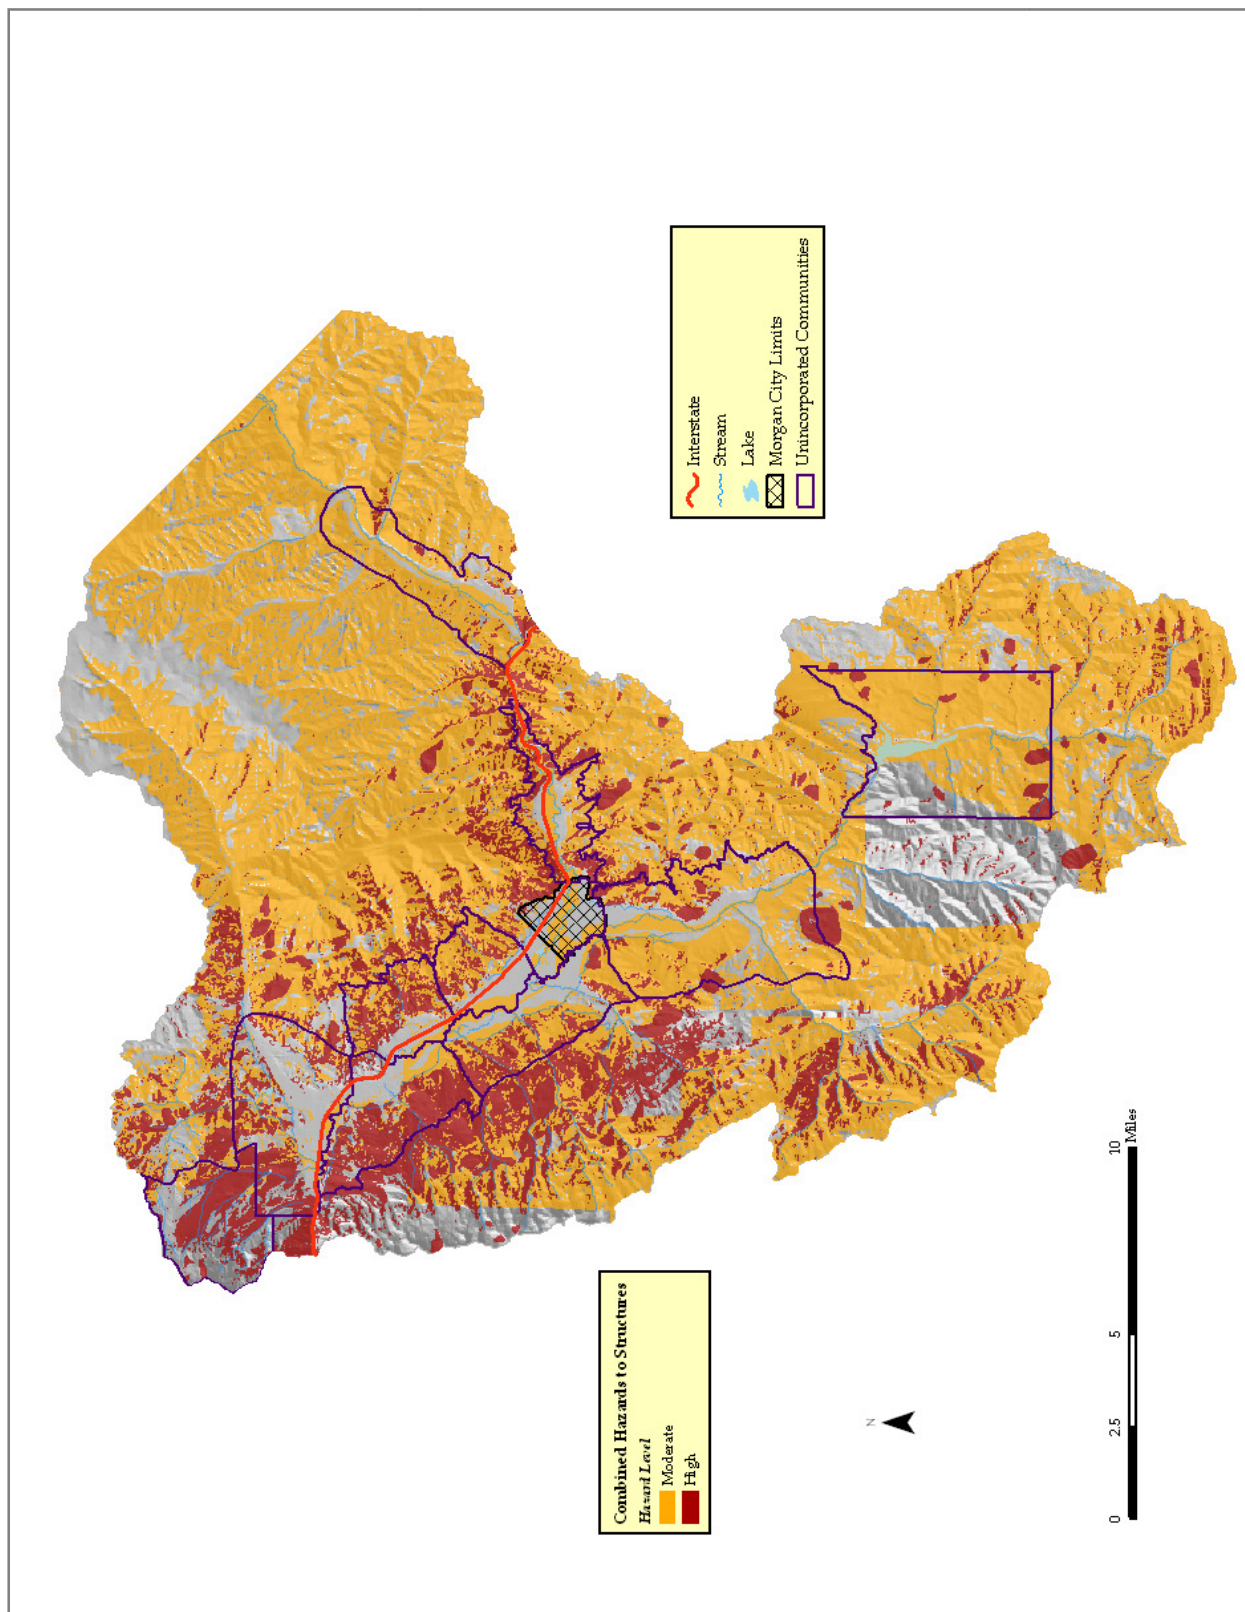 Combined Hazards to Structures
Hazard Level
Moderate
High
Interstate
Stream
Lake
Morgan City Limits
Unincorporated Communities
N
0 2.5 5 10
Miles